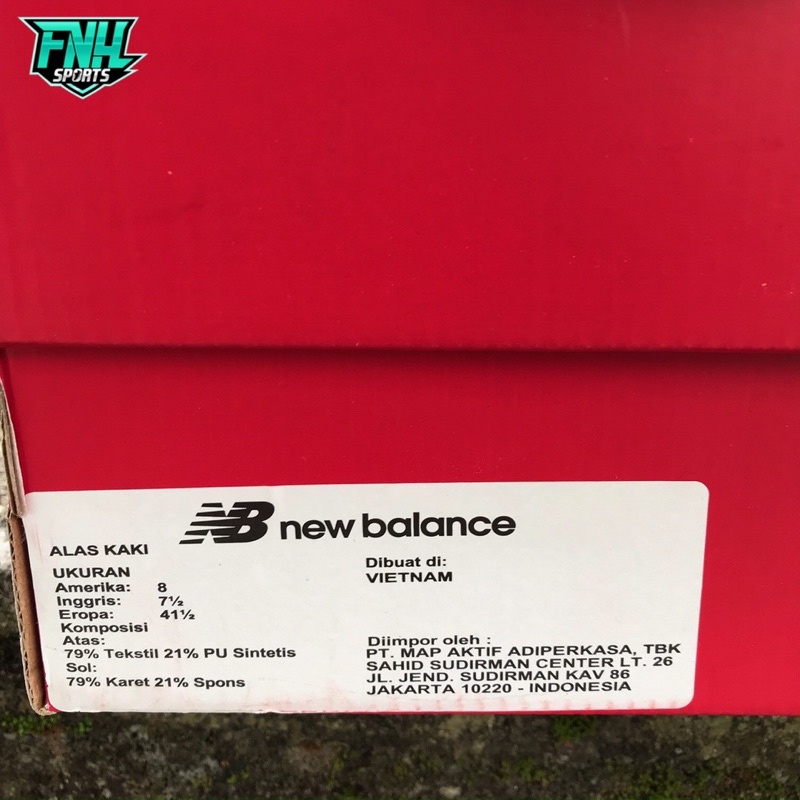 FNH
SPORTS
NB new balance
ALAS KAKI
UKURAN
Amerika: 8
Inggris: 7½
Eropa: 41½
Komposisi
Atas:
79% Tekstil 21% PU Sintetis
Sol:
79% Karet 21% Spons
Dibuat di:
VIETNAM
Diimpor oleh :
PT. MAP AKTIF ADIPERKASA, TBK
SAHID SUDIRMAN CENTER LT. 26
JL. JEND. SUDIRMAN KAV 86
JAKARTA 10220 - INDONESIA